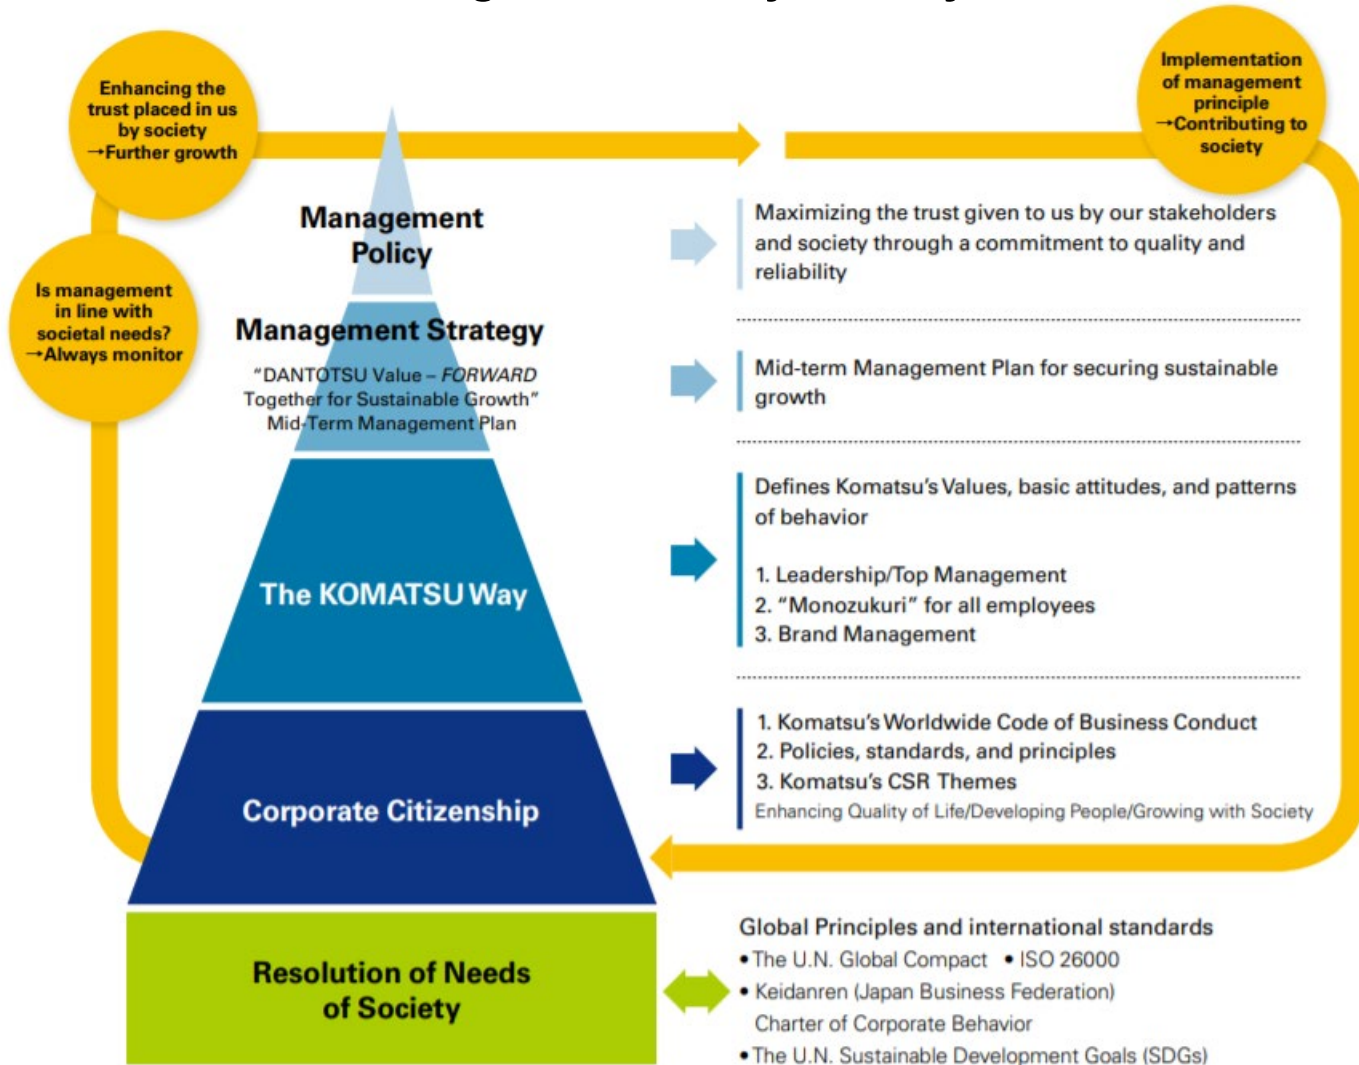 Enhancing the
trust placed in us
by society
→Further growth
Implementation
of management
principle
→Contributing to
society
Is management
in line with
societal needs?
→Always monitor
Management
Policy
Maximizing the trust given to us by our stakeholders
and society through a commitment to quality and
reliability
Management Strategy
“DANTOTSU Value – FORWARD
Together for Sustainable Growth”
Mid-Term Management Plan
Mid-term Management Plan for securing sustainable
growth
The KOMATSU Way
Defines Komatsu’s Values, basic attitudes, and patterns
of behavior
1. Leadership/Top Management
2. “Monozukuri” for all employees
3. Brand Management
Corporate Citizenship
1. Komatsu’s Worldwide Code of Business Conduct
2. Policies, standards, and principles
3. Komatsu’s CSR Themes
Enhancing Quality of Life/Developing People/Growing with Society
Resolution of Needs
of Society
Global Principles and international standards
• The U.N. Global Compact • ISO 26000
• Keidanren (Japan Business Federation)
Charter of Corporate Behavior
• The U.N. Sustainable Development Goals (SDGs)